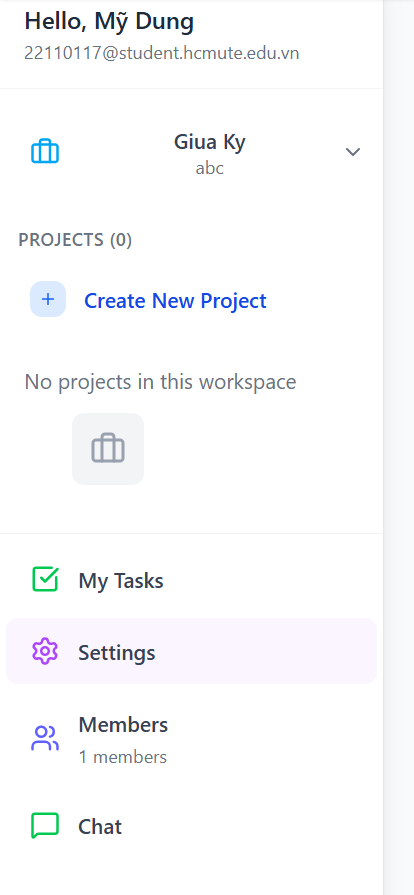 Hello, Mỹ Dung
22110117@student.hcmute.edu.vn
Giua Ky
abc
PROJECTS (0)
Create New Project
No projects in this workspace
My Tasks
Settings
Members
1 members
Chat